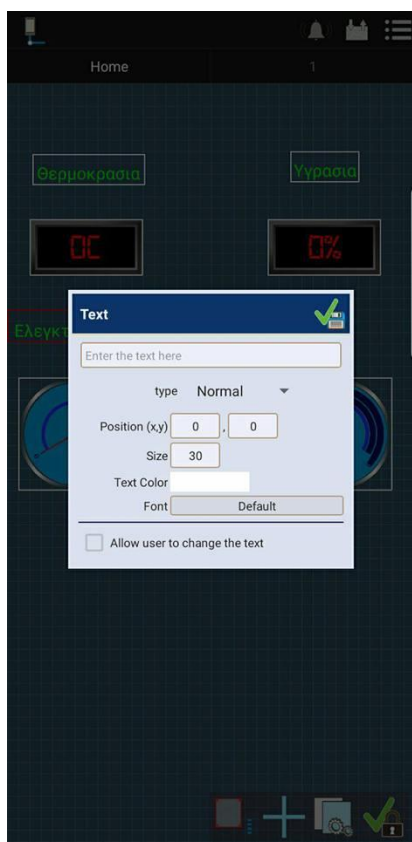 Home 1
Θερμοκρασια Υγρασια
0C 0%
Text
Enter the text here
type Normal
Position (x,y) 0 , 0
Size 30
Text Color
Font Default
Allow user to change the text